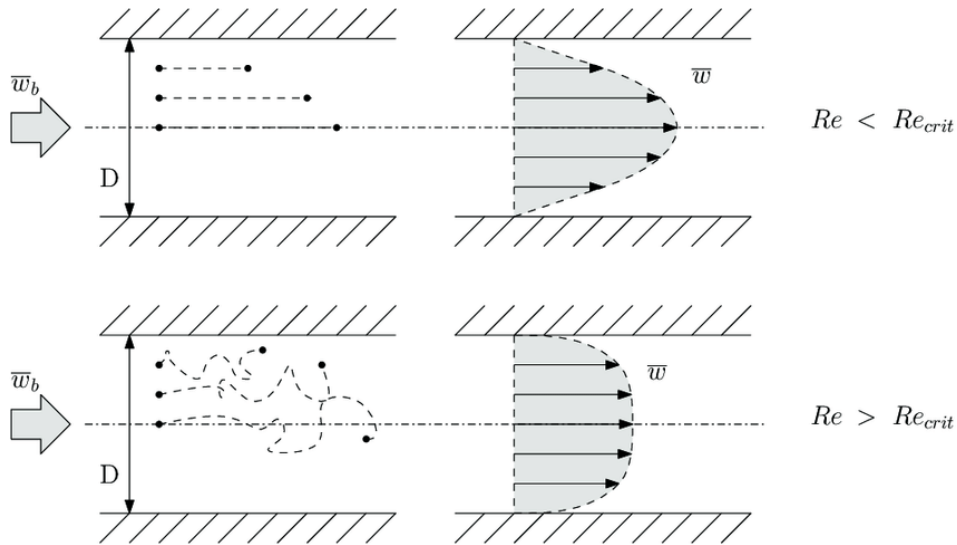 w̅_b
D
w̅
Re < Re_crit
w̅_b
D
w̅
Re > Re_crit